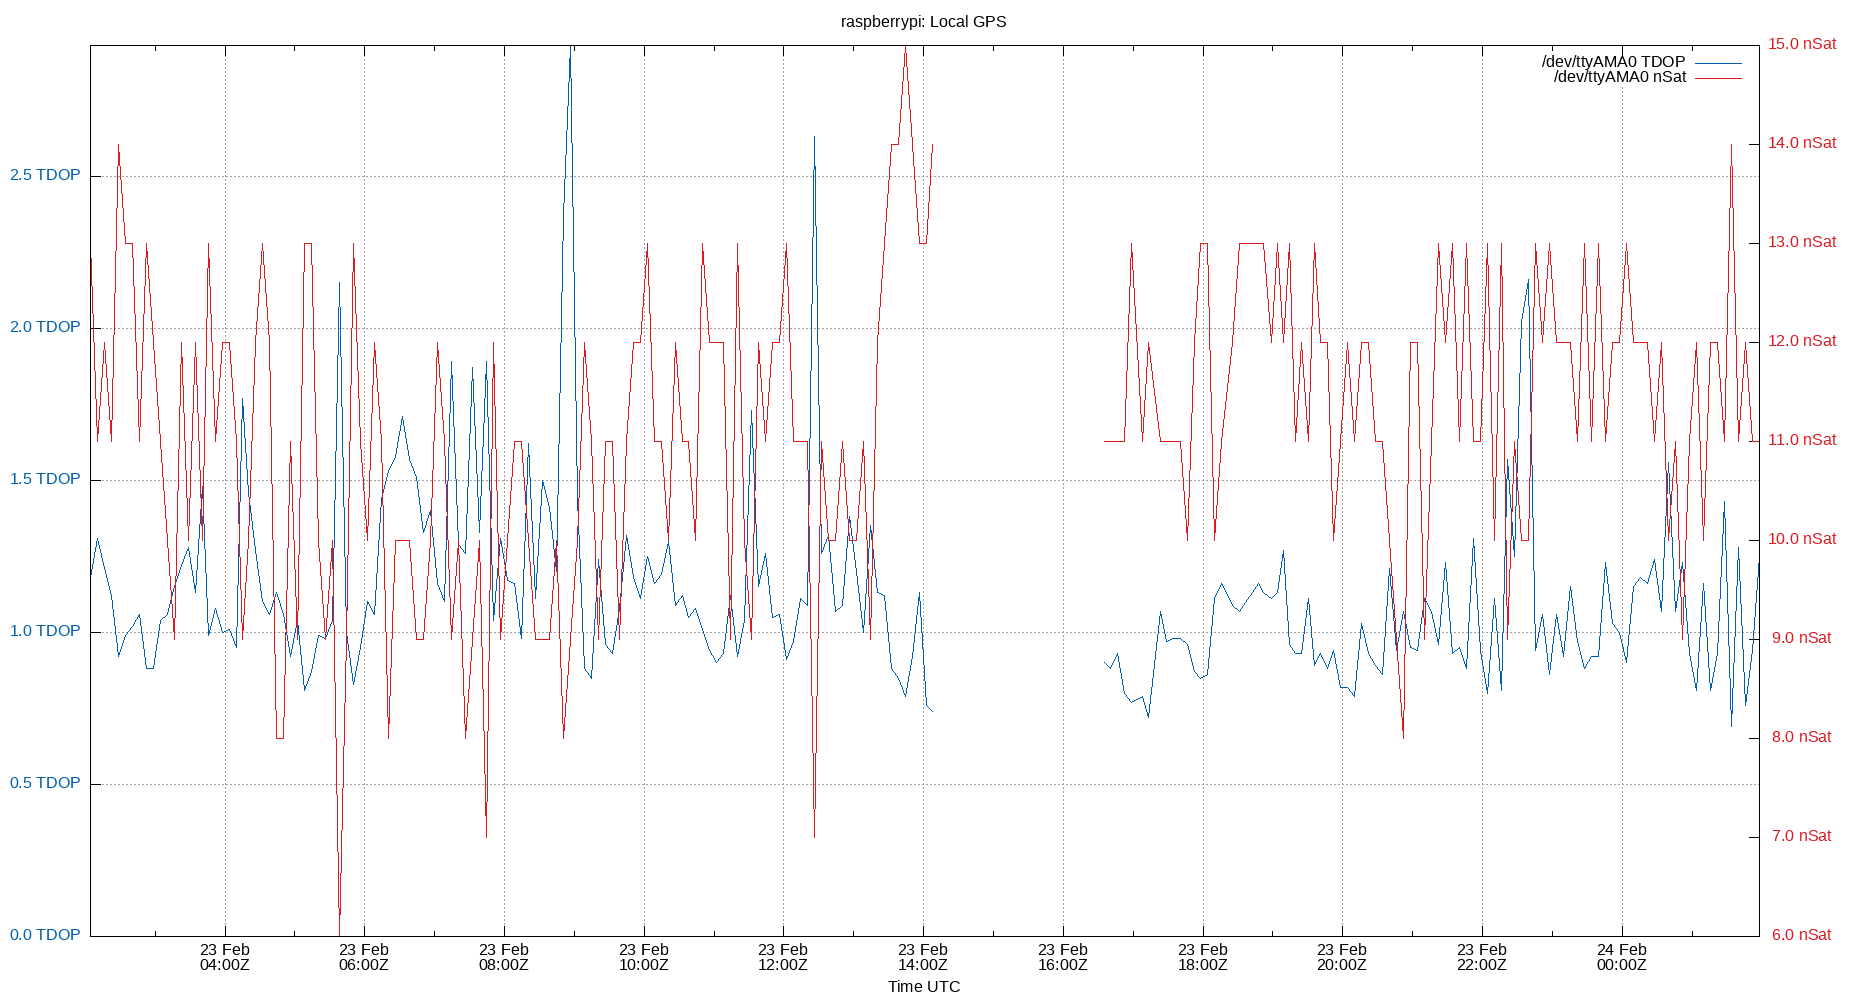 raspberrypi: Local GPS
/dev/ttyAMA0 TDOP
/dev/ttyAMA0 nSat
2.5 TDOP
2.0 TDOP
1.5 TDOP
1.0 TDOP
0.5 TDOP
0.0 TDOP
15.0 nSat
14.0 nSat
13.0 nSat
12.0 nSat
11.0 nSat
10.0 nSat
9.0 nSat
8.0 nSat
7.0 nSat
6.0 nSat
23 Feb
04:00Z
23 Feb
06:00Z
23 Feb
08:00Z
23 Feb
10:00Z
23 Feb
12:00Z
23 Feb
14:00Z
23 Feb
16:00Z
23 Feb
18:00Z
23 Feb
20:00Z
23 Feb
22:00Z
24 Feb
00:00Z
Time UTC